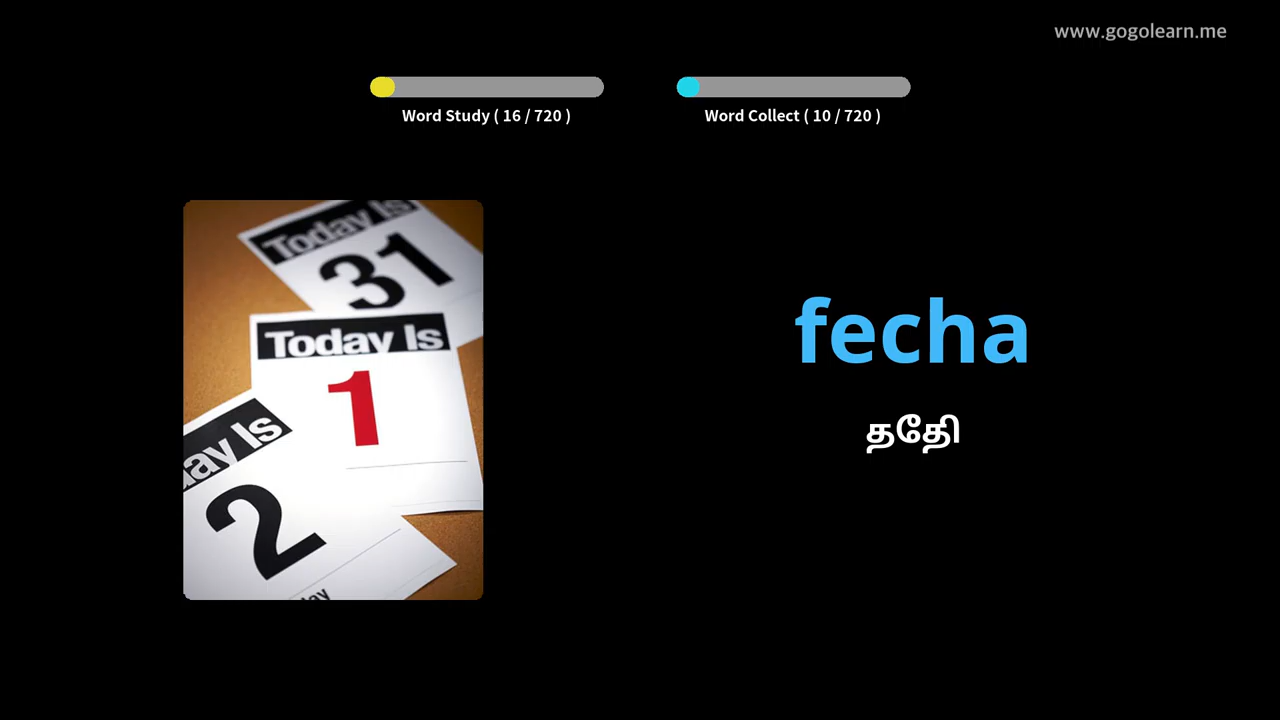 www.gogolearn.me
Word Study ( 16 / 720 )
Word Collect ( 10 / 720 )
Today Is
31
Today Is
1
ay Is
2
fecha
தேதி